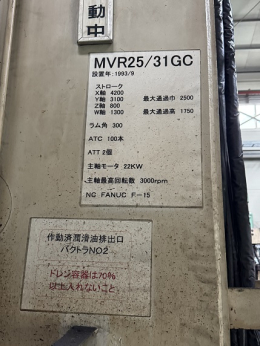 動中
MVR25/31GC
設置年:1993/9
ストローク
X軸 4200
Y軸 3100 最大通過巾 2500
Z軸 800
W軸 1300 最大通過高 1750
ラム角 300
ATC 100本
ATT 2個
主軸モータ 22KW
主軸最高回転数 3000rpm
NC FANUC F-15
作動済潤滑油排出口
バクトラNO2
ドレン容器は70%
以上入れないこと